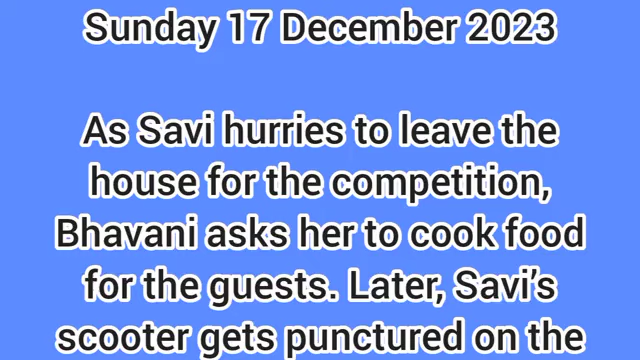 Sunday 17 December 2023
As Savi hurries to leave the
house for the competition,
Bhavani asks her to cook food
for the guests. Later, Savi’s
scooter gets punctured on the